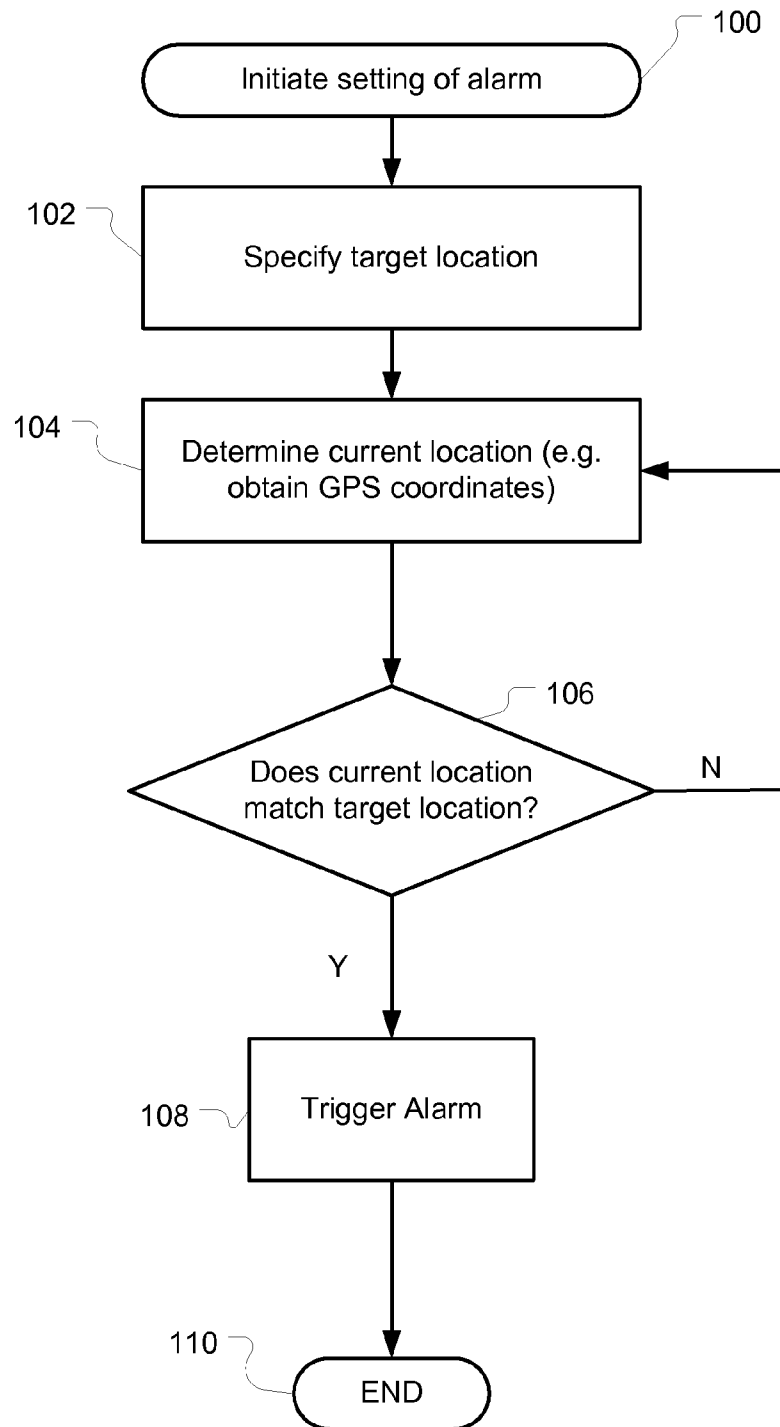 100
Initiate setting of alarm
102
Specify target location
104
Determine current location (e.g.
obtain GPS coordinates)
106
Does current location
match target location?
N
Y
108
Trigger Alarm
110
END